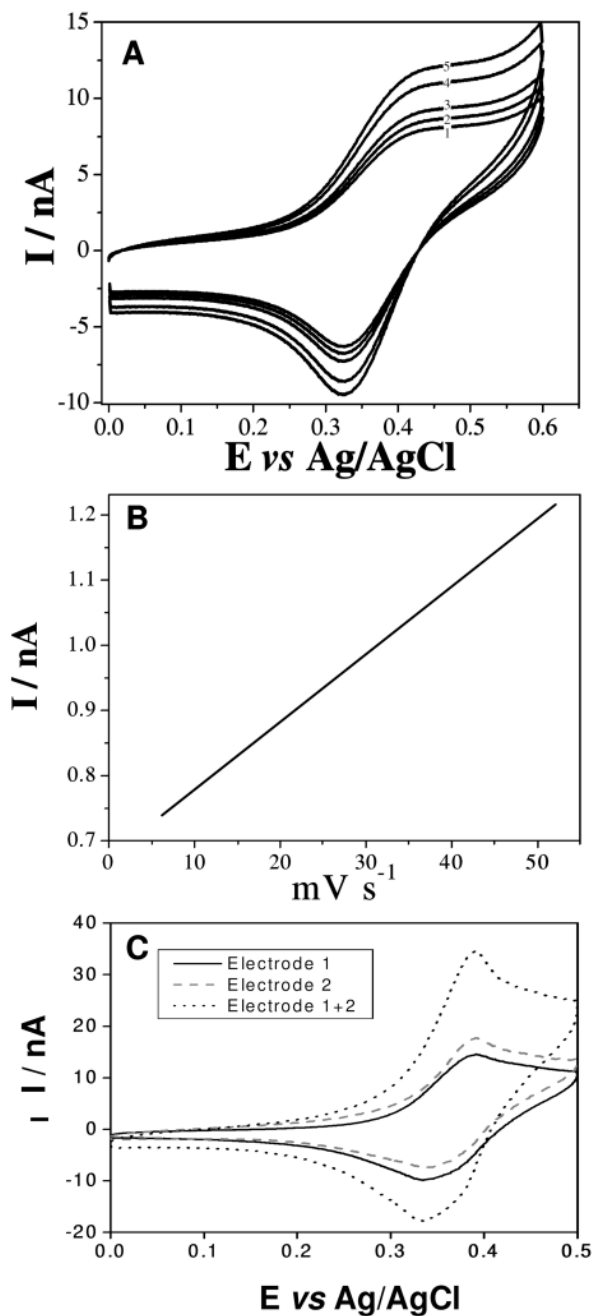 A
15
10
5
0
-5
-10
I / nA
5
4
3
2
1
0.0 0.1 0.2 0.3 0.4 0.5 0.6
E vs Ag/AgCl
B
1.2
1.1
1.0
0.9
0.8
0.7
I / nA
0 10 20 30 40 50
mV s⁻¹
C
40
30
20
10
0
-10
-20
I I / nA
Electrode 1
Electrode 2
Electrode 1+2
0.0 0.1 0.2 0.3 0.4 0.5
E vs Ag/AgCl